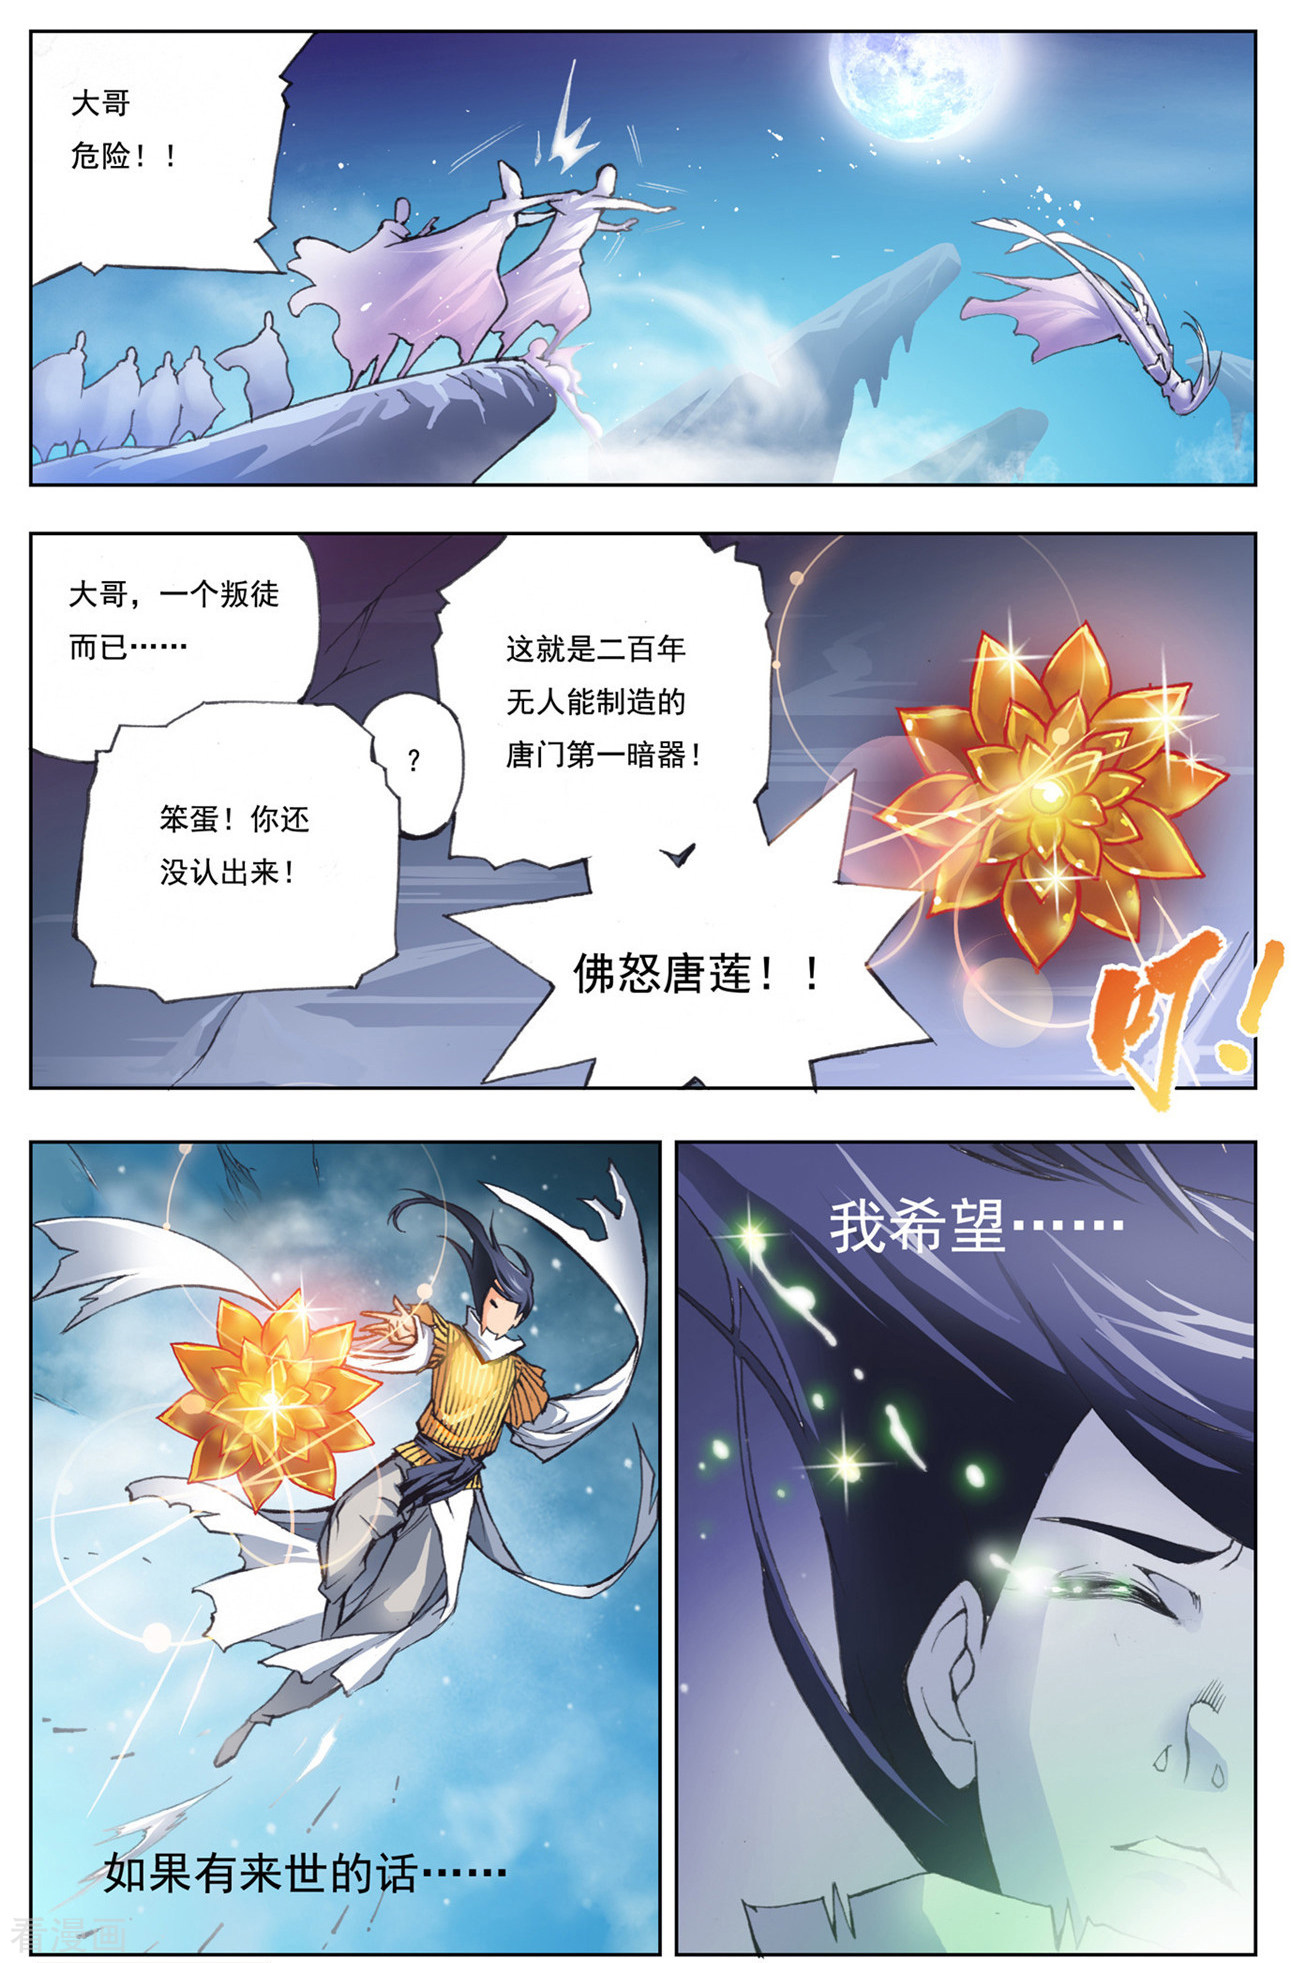 大哥
危险！！
大哥，一个叛徒
而已……
？
笨蛋！你还
没认出来！
这就是二百年
无人能制造的
唐门第一暗器！
佛怒唐莲！！
叮！
如果有来世的话……
我希望……
看漫画